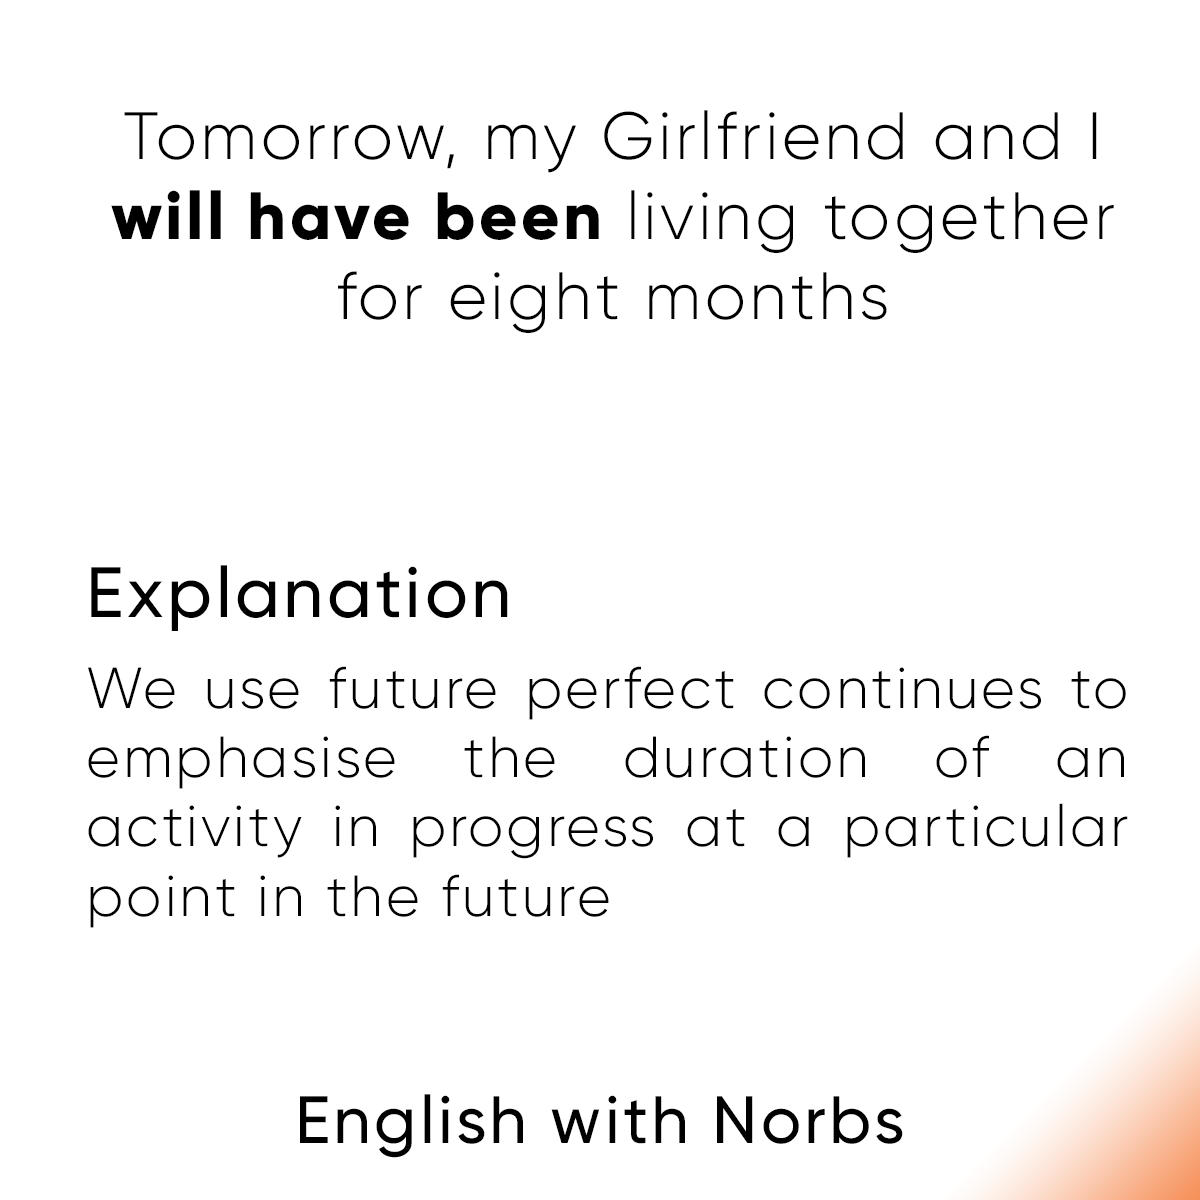 Tomorrow, my Girlfriend and I
will have been living together
for eight months
Explanation
We use future perfect continues to
emphasise the duration of an
activity in progress at a particular
point in the future
English with Norbs